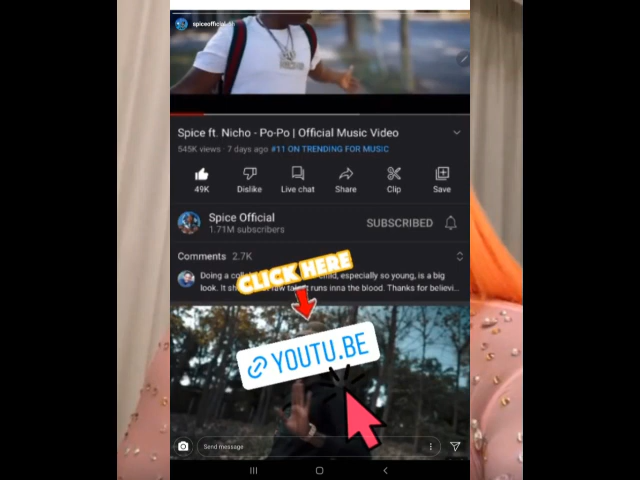 spiceofficial 5h
Spice ft. Nicho - Po-Po | Official Music Video
545K views · 7 days ago #11 ON TRENDING FOR MUSIC
49K
Dislike
Live chat
Share
Clip
Save
Spice Official
1.71M subscribers
SUBSCRIBED
Comments 2.7K
CLICK HERE
Doing a child, especially so young, is a big
look. It runs inna the blood. Thanks for believi...
YOUTU.BE
Send message